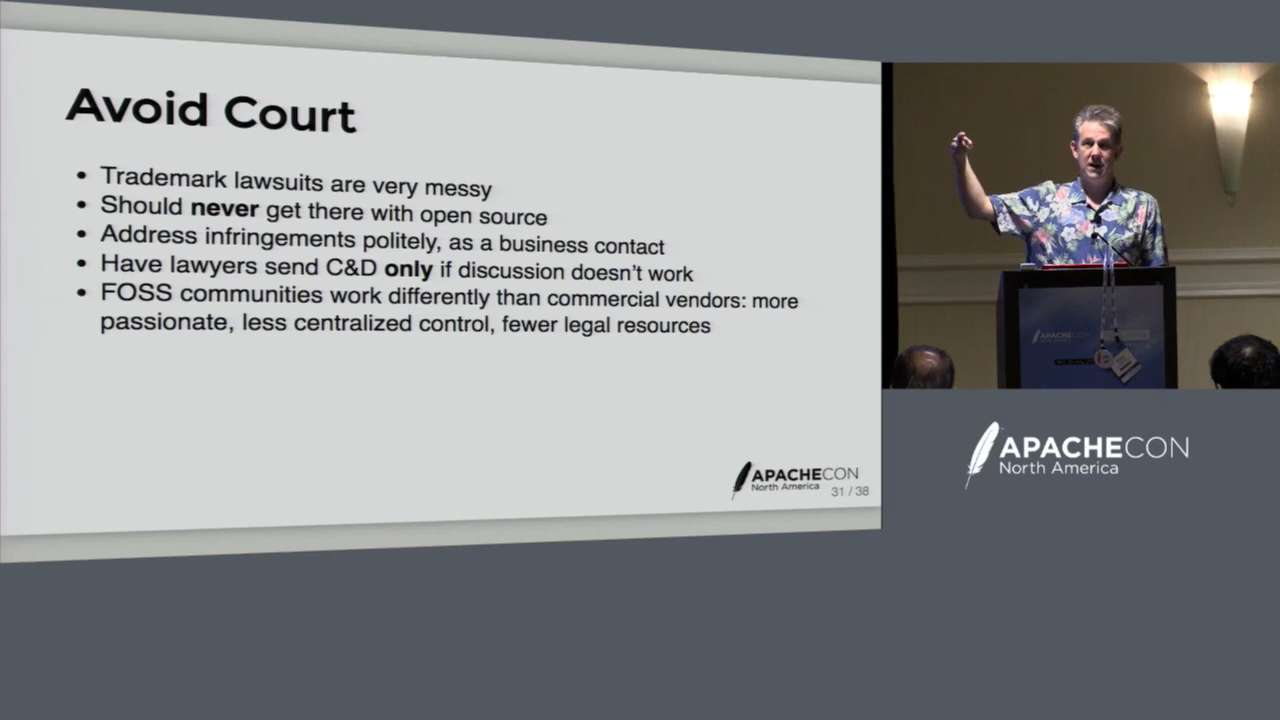 Avoid Court
• Trademark lawsuits are very messy
• Should never get there with open source
• Address infringements politely, as a business contact
• Have lawyers send C&D only if discussion doesn't work
• FOSS communities work differently than commercial vendors: more
passionate, less centralized control, fewer legal resources
APACHECON
North America
31 / 38
APACHECON
North America